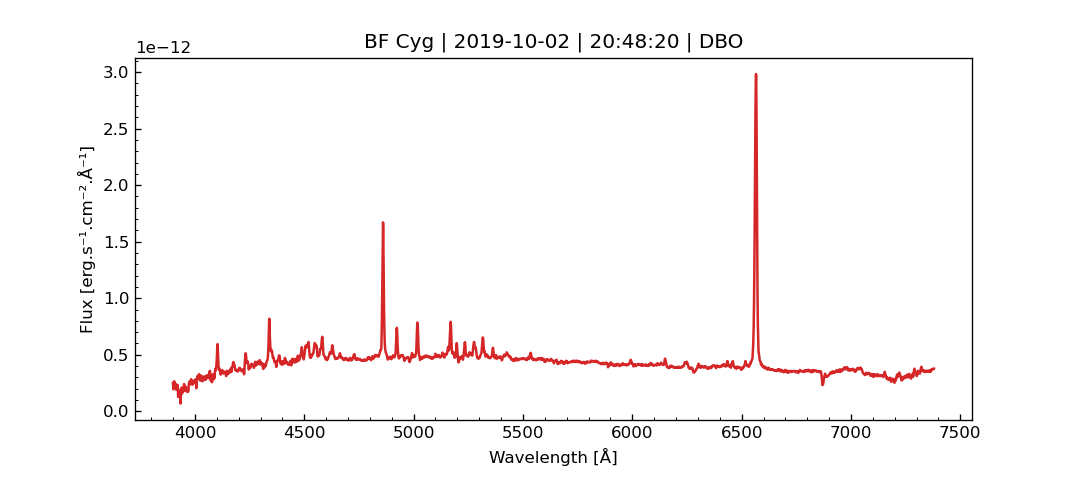 BF Cyg | 2019-10-02 | 20:48:20 | DBO
1e−12
3.0
2.5
2.0
1.5
1.0
0.5
0.0
Flux [erg.s⁻¹.cm⁻².Å⁻¹]
4000 4500 5000 5500 6000 6500 7000 7500
Wavelength [Å]